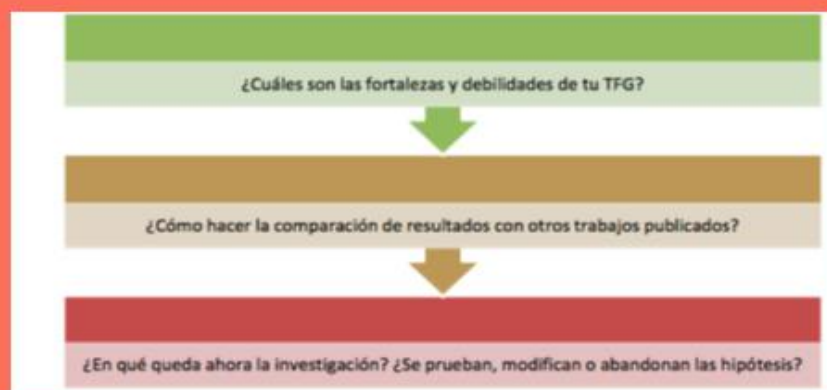 ¿Cuáles son las fortalezas y debilidades de tu TFG?
¿Cómo hacer la comparación de resultados con otros trabajos publicados?
¿En qué queda ahora la investigación? ¿Se prueban, modifican o abandonan las hipótesis?